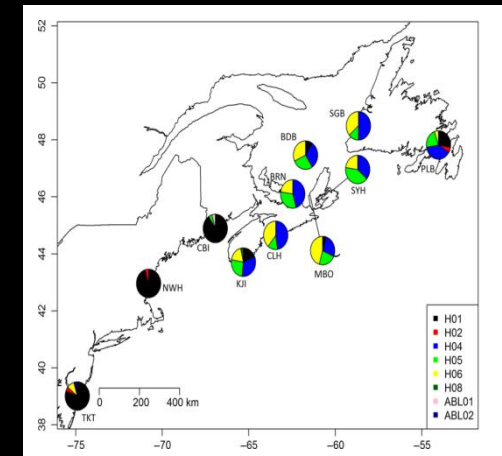 52
50
48
46
44
42
40
38
SGB
BDB
PLB
BRN
SYH
CBI
CLH
MBO
KJI
NWH
TKT
0 200 400 km
H01
H02
H04
H05
H06
H08
ABL01
ABL02
−75 −70 −65 −60 −55